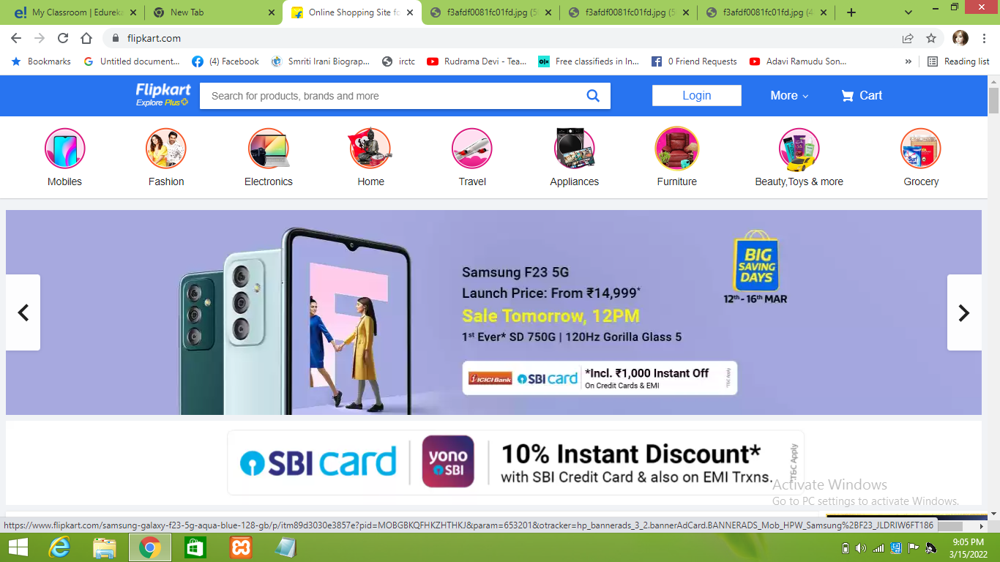 My Classroom | Edurek
New Tab
Online Shopping Site fo
f3afdf0081fc01fd.jpg (5
f3afdf0081fc01fd.jpg (5
f3afdf0081fc01fd.jpg (4
flipkart.com
Bookmarks
Untitled document...
(4) Facebook
Smriti Irani Biograp...
irctc
Rudrama Devi - Tea...
Free classifieds in In...
0 Friend Requests
Adavi Ramudu Son...
»
Reading list
Flipkart
Explore Plus
Search for products, brands and more
Login
More
Cart
Mobiles
Fashion
Electronics
Home
Travel
Appliances
Furniture
Beauty,Toys & more
Grocery
Samsung F23 5G
Launch Price: From ₹14,999*
Sale Tomorrow, 12PM
1st Ever* SD 750G | 120Hz Gorilla Glass 5
ICICI Bank
SBI card
*Incl. ₹1,000 Instant Off
On Credit Cards & EMI
*T&C Apply
BIG
SAVING
DAYS
12th - 16th MAR
SBI card
yono
SBI
10% Instant Discount*
with SBI Credit Card & also on EMI Trxns.
*T&C Apply
Activate Windows
Go to PC settings to activate Windows.
https://www.flipkart.com/samsung-galaxy-f23-5g-aqua-blue-128-gb/p/itm89d3030e3857e?pid=MOBGBKQFHKZHTHKJ&param=653201&otracker=hp_bannerads_3_2.bannerAdCard.BANNERADS_Mob_HPW_Samsung%2BF23_JLDRIW6FT186
9:05 PM
3/15/2022